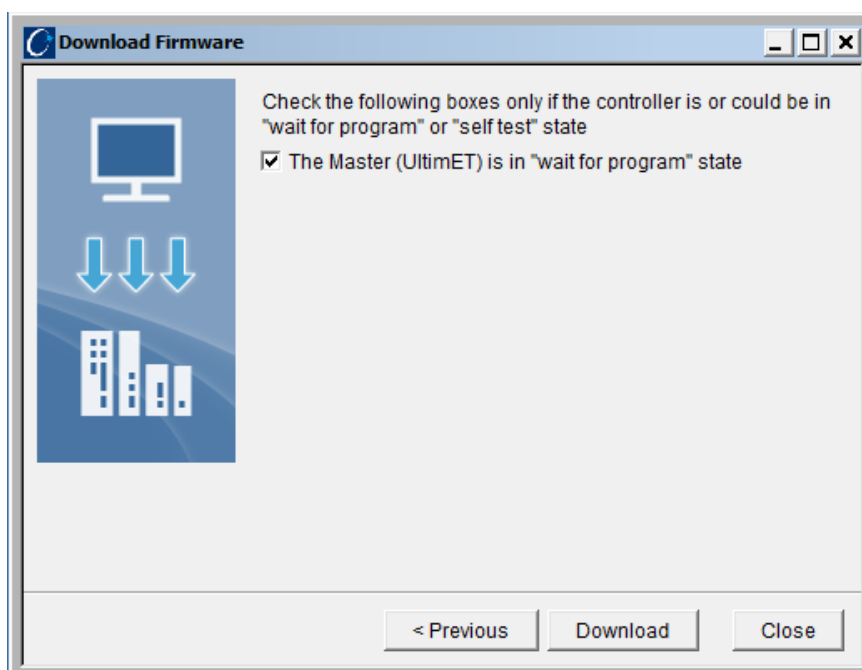 Download Firmware
Check the following boxes only if the controller is or could be in
"wait for program" or "self test" state
The Master (UltimET) is in "wait for program" state
< Previous
Download
Close